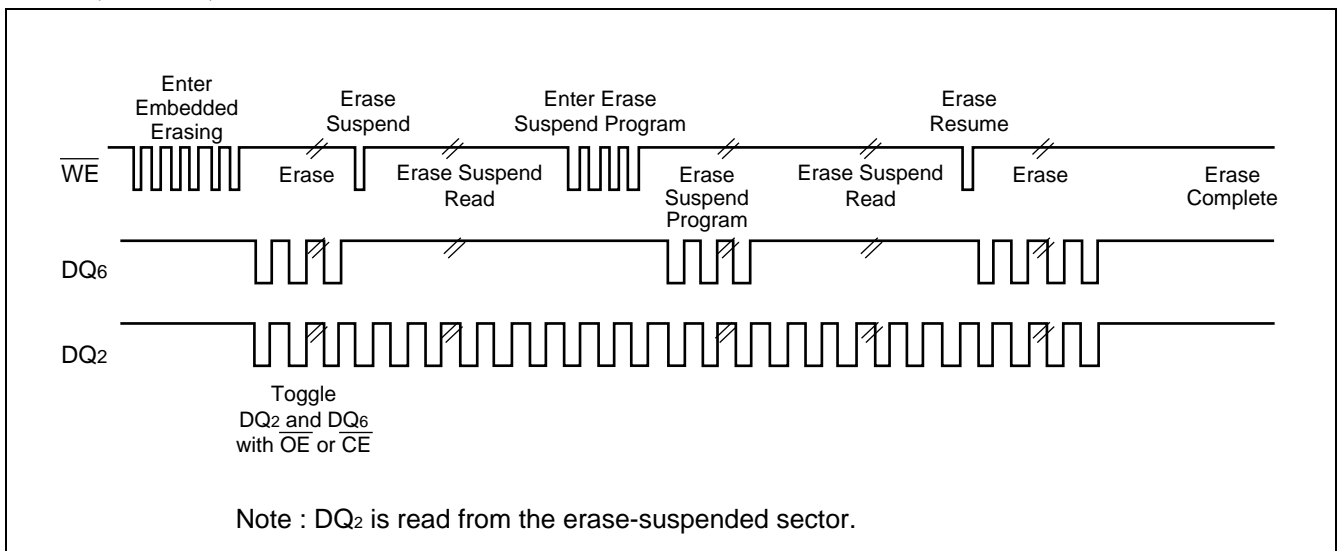 Enter
Embedded
Erasing
Erase
Suspend
Enter Erase
Suspend Program
Erase
Resume
WE
Erase
Erase Suspend
Read
Erase
Suspend
Program
Erase Suspend
Read
Erase
Erase
Complete
DQ6
DQ2
Toggle
DQ2 and DQ6
with OE or CE
Note : DQ2 is read from the erase-suspended sector.